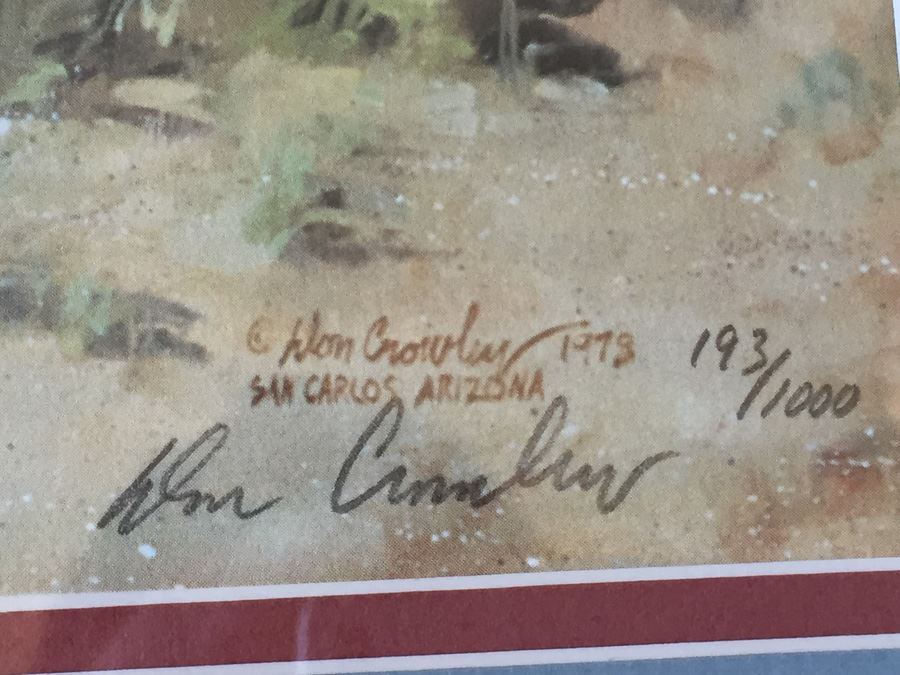 © Don Crowley 1978 193/1000
SAN CARLOS, ARIZONA
Don Crowley